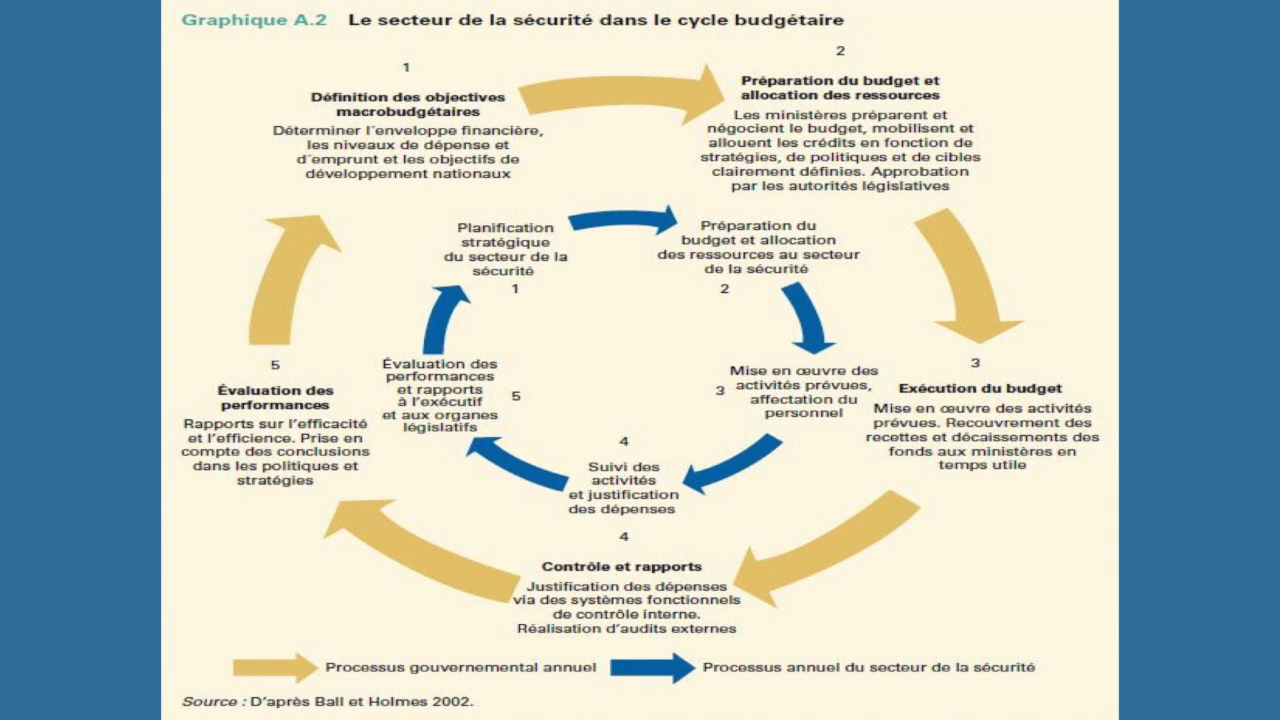 Graphique A.2 Le secteur de la sécurité dans le cycle budgétaire
1
Définition des objectives
macrobudgétaires
Déterminer l´enveloppe financière,
les niveaux de dépense et
d´emprunt et les objectifs de
développement nationaux
2
Préparation du budget et
allocation des ressources
Les ministères préparent et
négocient le budget, mobilisent et
allouent les crédits en fonction de
stratégies, de politiques et de cibles
clairement définies. Approbation
par les autorités législatives
Planification
stratégique
du secteur de la
sécurité
1
Préparation du
budget et allocation
des ressources au secteur
de la sécurité
2
3
Mise en œuvre des
activités prévues,
affectation du
personnel
3
Exécution du budget
Mise en œuvre des activités
prévues. Recouvrement des
recettes et décaissements des
fonds aux ministères en
temps utile
5
Évaluation des
performances
Rapports sur l’efficacité
et l’efficience. Prise en
compte des conclusions
dans les politiques et
stratégies
Évaluation des
performances
et rapports
à l’exécutif
et aux organes
législatifs
5
4
Suivi des
activités
et justification
des dépenses
4
Contrôle et rapports
Justification des dépenses
via des systèmes fonctionnels
de contrôle interne.
Réalisation d’audits externes
Processus gouvernemental annuel
Processus annuel du secteur de la sécurité
Source : D’après Ball et Holmes 2002.